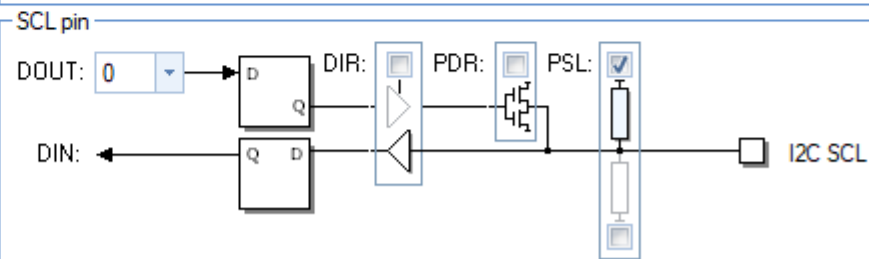 SCL pin
DOUT: 0 D Q DIR: PDR: PSL:
DIN: Q D I2C SCL